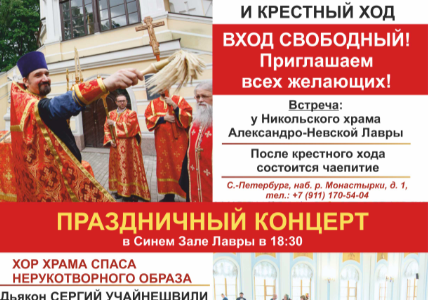 И КРЕСТНЫЙ ХОД
ВХОД СВОБОДНЫЙ!
Приглашаем
всех желающих!
Встреча:
у Никольского храма
Александро-Невской Лавры
После крестного хода
состоится чаепитие
С.-Петербург, наб. р. Монастырки, д. 1,
тел.: +7 (911) 170-54-04
ПРАЗДНИЧНЫЙ КОНЦЕРТ
в Синем Зале Лавры в 18:30
ХОР ХРАМА СПАСА
НЕРУКОТВОРНОГО ОБРАЗА
Дьякон СЕРГИЙ УЧАЙНЕШВИЛИ